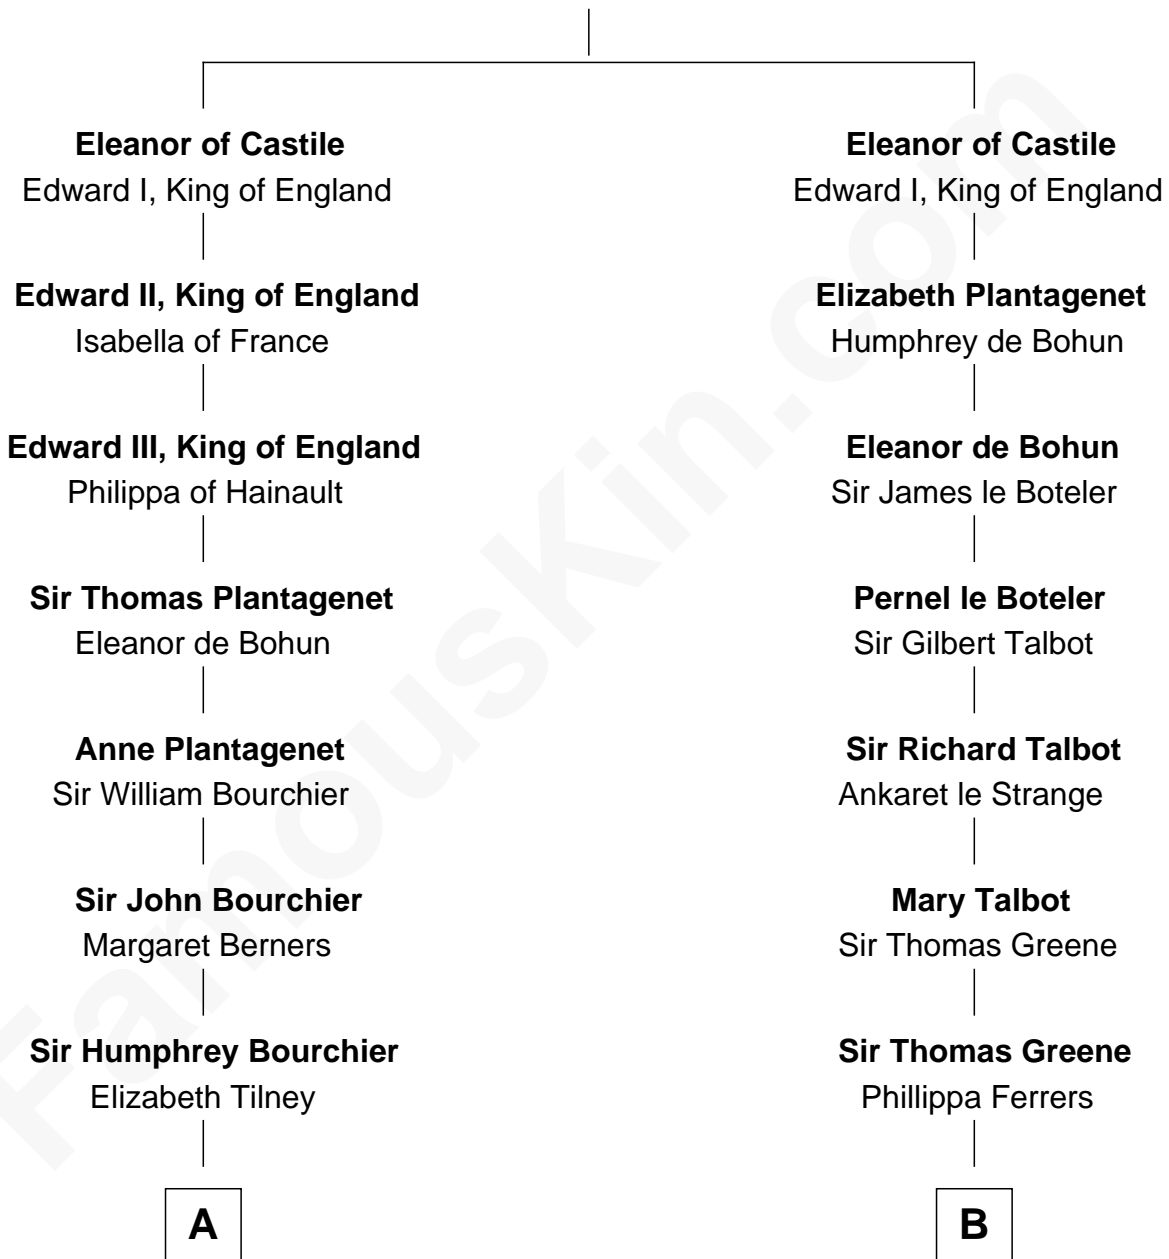 Eleanor of Castile
Edward I, King of England
Edward II, King of England
Isabella of France
Edward III, King of England
Philippa of Hainault
Sir Thomas Plantagenet
Eleanor de Bohun
Anne Plantagenet
Sir William Bourchier
Sir John Bourchier
Margaret Berners
Sir Humphrey Bourchier
Elizabeth Tilney
A
Eleanor of Castile
Edward I, King of England
Elizabeth Plantagenet
Humphrey de Bohun
Eleanor de Bohun
Sir James le Boteler
Pernel le Boteler
Sir Gilbert Talbot
Sir Richard Talbot
Ankaret le Strange
Mary Talbot
Sir Thomas Greene
Sir Thomas Greene
Phillippa Ferrers
B
FamousKin.com